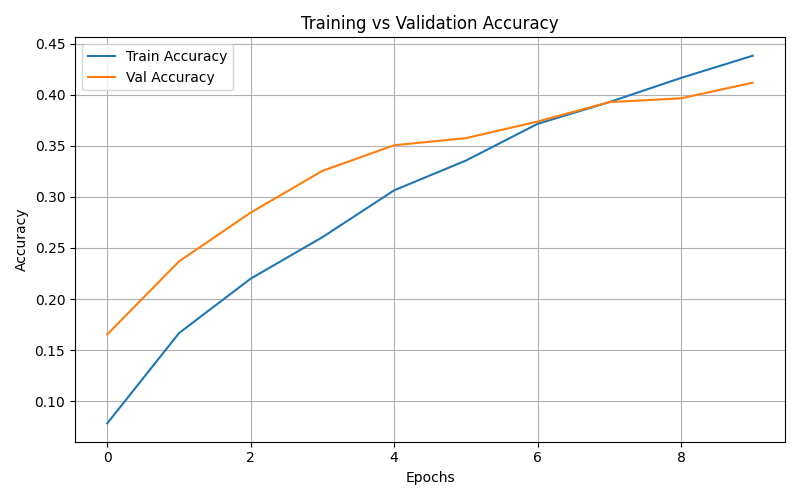 Training vs Validation Accuracy
Train Accuracy
Val Accuracy
Accuracy
0.45
0.40
0.35
0.30
0.25
0.20
0.15
0.10
0 2 4 6 8
Epochs